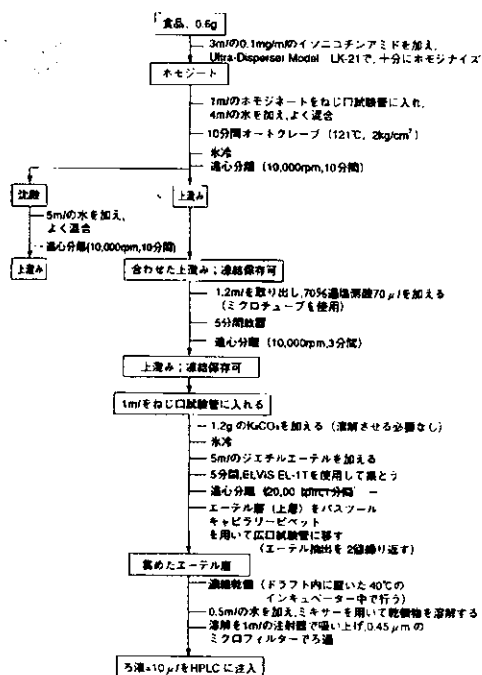 食品、0.6g
3mlの0.1mg/mlのイソニコチンアミドを加え、
Ultra-Disperser Model LK-21で、十分にホモジナイズ
ホモジネート
1mlのホモジネートをねじ口試験管に入れ、
4mlの水を加え、よく混合
10分間オートクレーブ(121℃, 2kg/cm²)
氷冷
遠心分離(10,000rpm,10分間)
沈殿
上澄み
5mlの水を加え、
よく混合
遠心分離(10,000rpm,10分間)
上澄み
合わせた上澄み;凍結保存可
1.2mlを取り出し,70%過塩素酸70μlを加える
(ミクロチューブを使用)
5分間放置
遠心分離(10,000rpm,3分間)
上澄み;凍結保存可
1mlをねじ口試験管に入れる
1.2gのK₂CO₃を加える(溶解させる必要なし)
氷冷
5mlのジエチルエーテルを加える
5分間,ELViS EL-1Tを使用して振とう
遠心分離
エーテル層(上層)をパスツール
キャピラリーピペット
を用いて広口試験管に移す
(エーテル抽出を2回繰り返す)
集めたエーテル層
濃縮乾固(ドラフト内に置いた40℃の
インキュベーター中で行う)
0.5mlの水を加え,ミキサーを用いて乾固物を溶解する
溶解を1mlの注射器で吸い上げ,0.45μmの
ミクロフィルターでろ過
ろ液=10μlをHPLCに注入